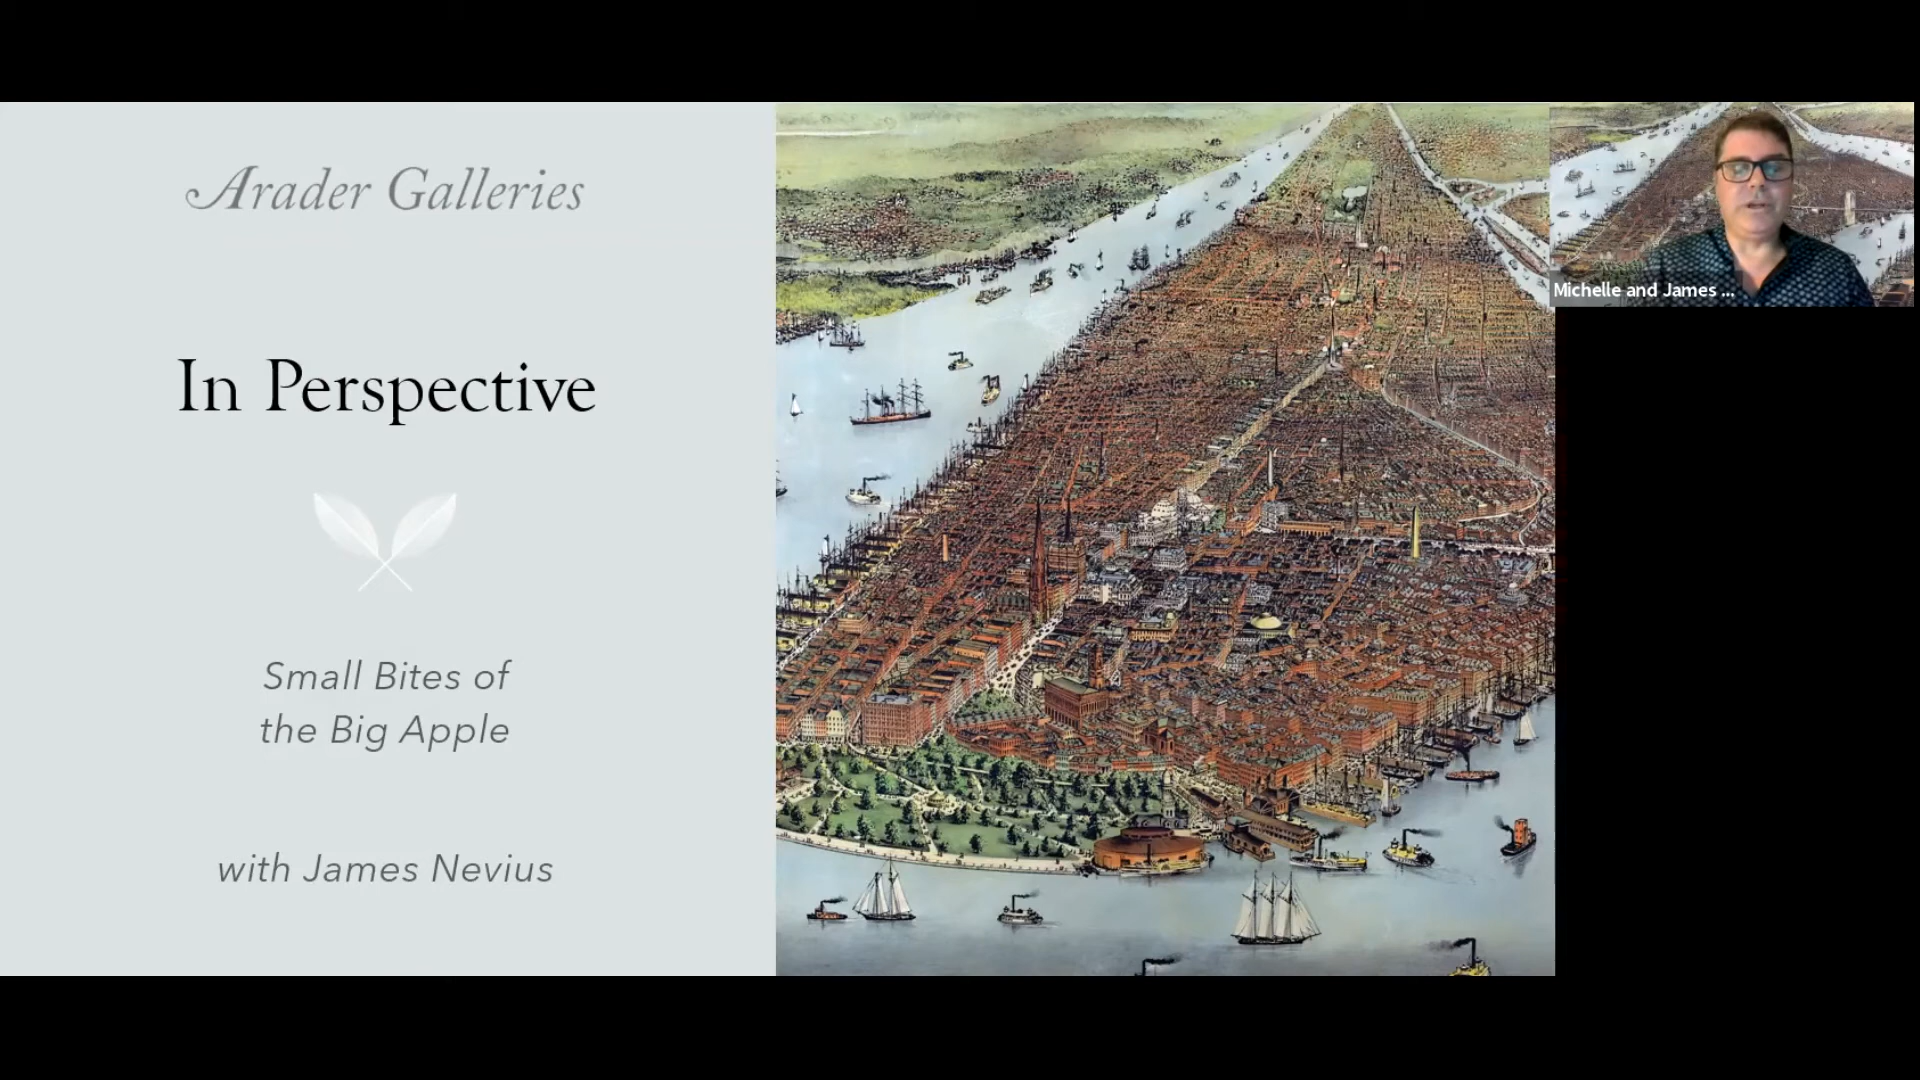 Arader Galleries
In Perspective
Small Bites of
the Big Apple
with James Nevius
Michelle and James ...